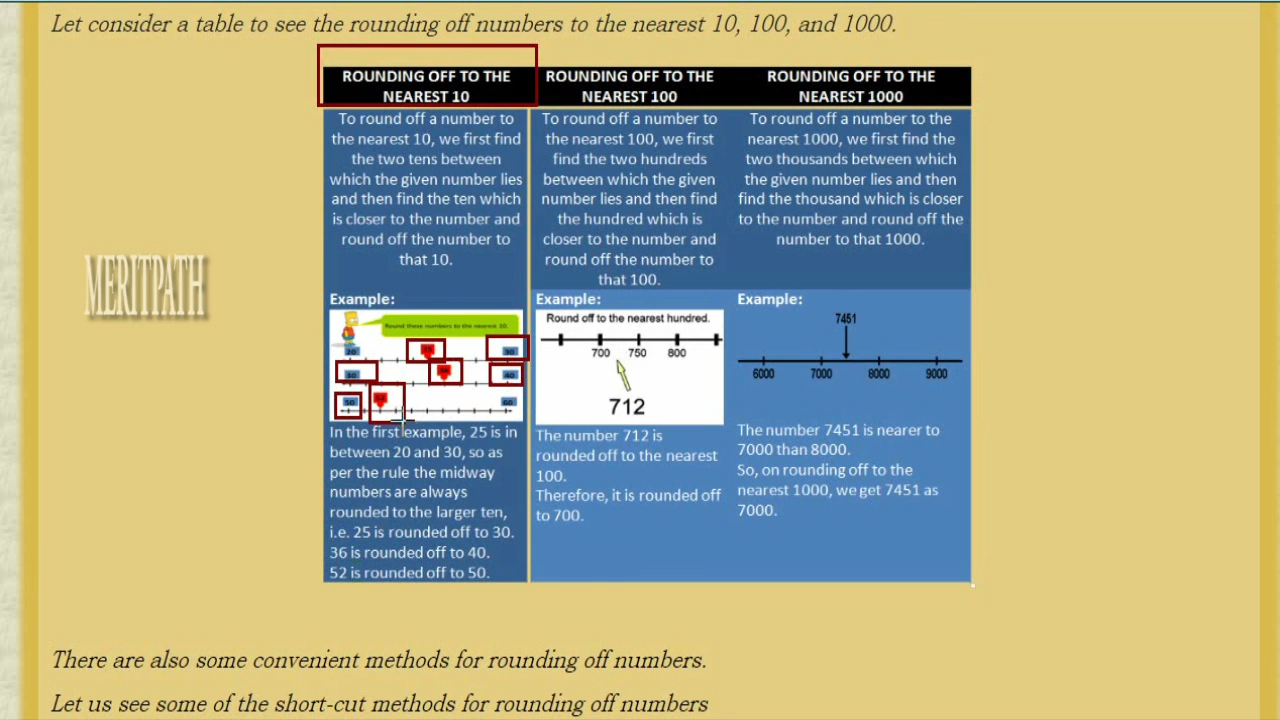 Let consider a table to see the rounding off numbers to the nearest 10, 100, and 1000.
ROUNDING OFF TO THE
NEAREST 10
To round off a number to
the nearest 10, we first find
the two tens between
which the given number lies
and then find the ten which
is closer to the number and
round off the number to
that 10.
Example:
Round these numbers to the nearest 10.
20
30
30
40
50
60
In the first example, 25 is in
between 20 and 30, so as
per the rule the midway
numbers are always
rounded to the larger ten,
i.e. 25 is rounded off to 30.
36 is rounded off to 40.
52 is rounded off to 50.
ROUNDING OFF TO THE
NEAREST 100
To round off a number to
the nearest 100, we first
find the two hundreds
between which the given
number lies and then find
the hundred which is
closer to the number and
round off the number to
that 100.
Example:
Round off to the nearest hundred.
700 750 800
712
The number 712 is
rounded off to the nearest
100.
Therefore, it is rounded off
to 700.
ROUNDING OFF TO THE
NEAREST 1000
To round off a number to the
nearest 1000, we first find the
two thousands between which
the given number lies and then
find the thousand which is closer
to the number and round off the
number to that 1000.
Example:
7451
6000 7000 8000 9000
The number 7451 is nearer to
7000 than 8000.
So, on rounding off to the
nearest 1000, we get 7451 as
7000.
MERITPATH
There are also some convenient methods for rounding off numbers.
Let us see some of the short-cut methods for rounding off numbers